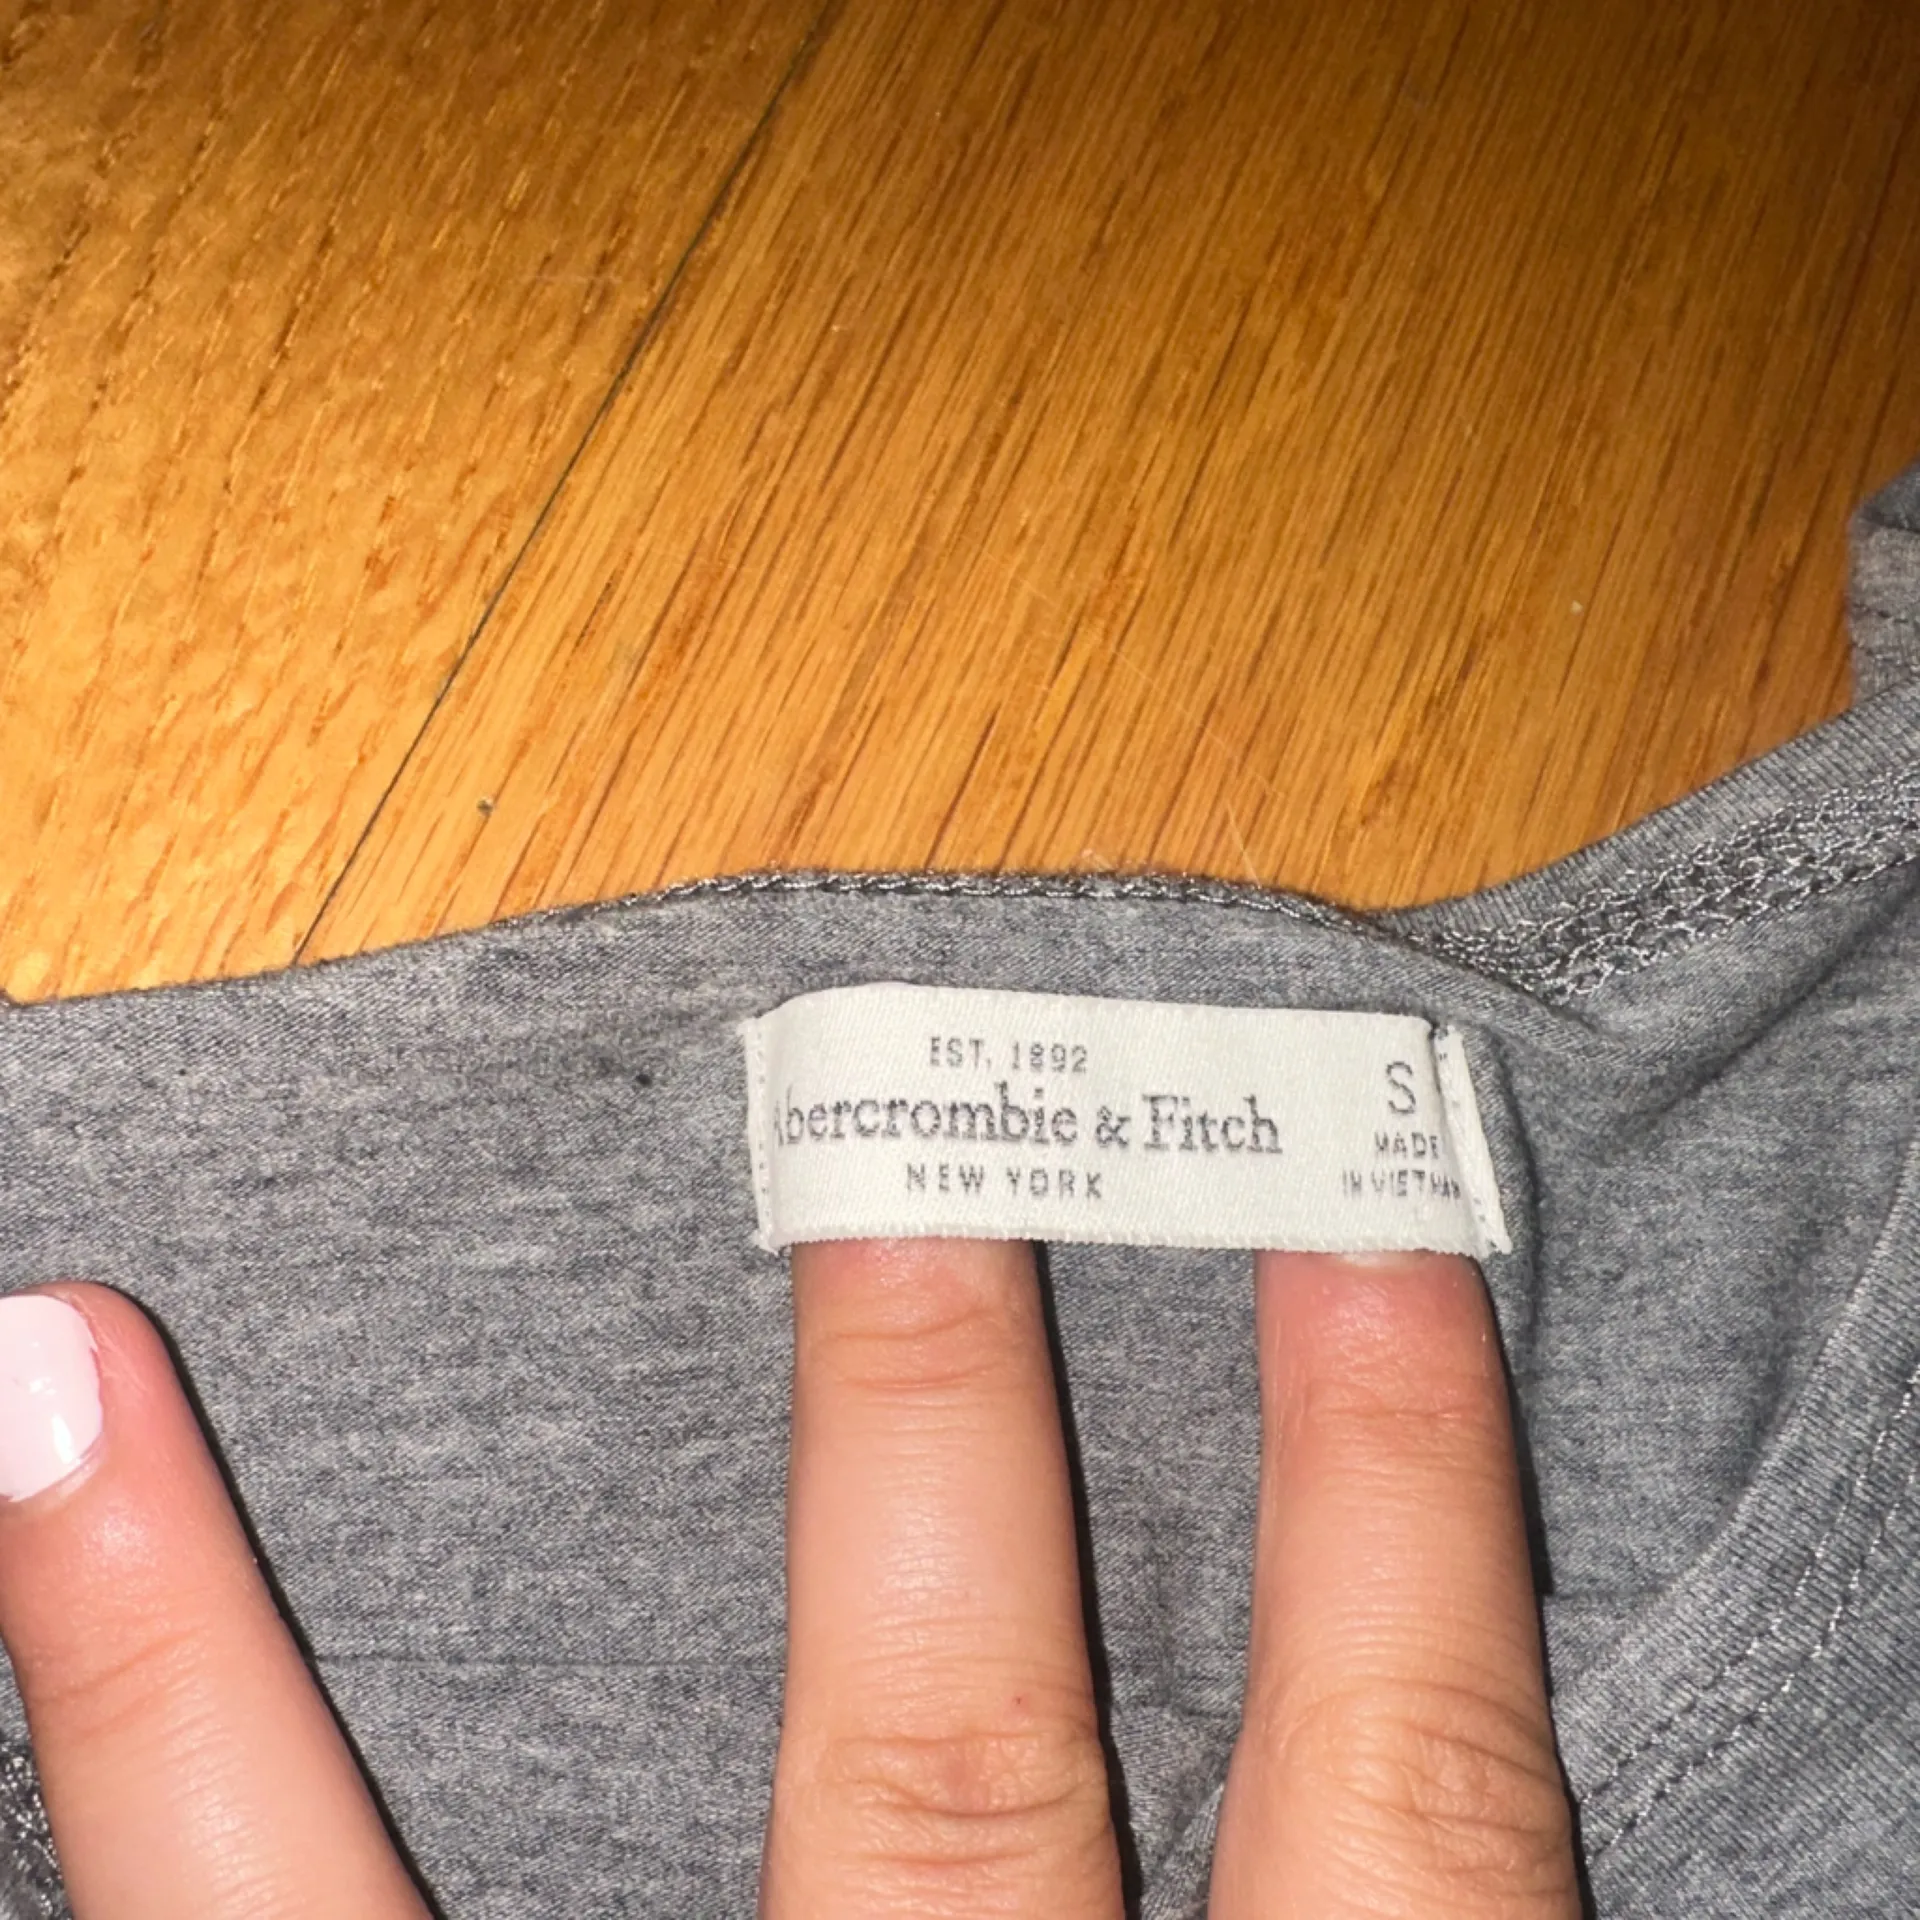 EST. 1892
Abercrombie & Fitch
NEW YORK
S
MADE
IN VIETNAM